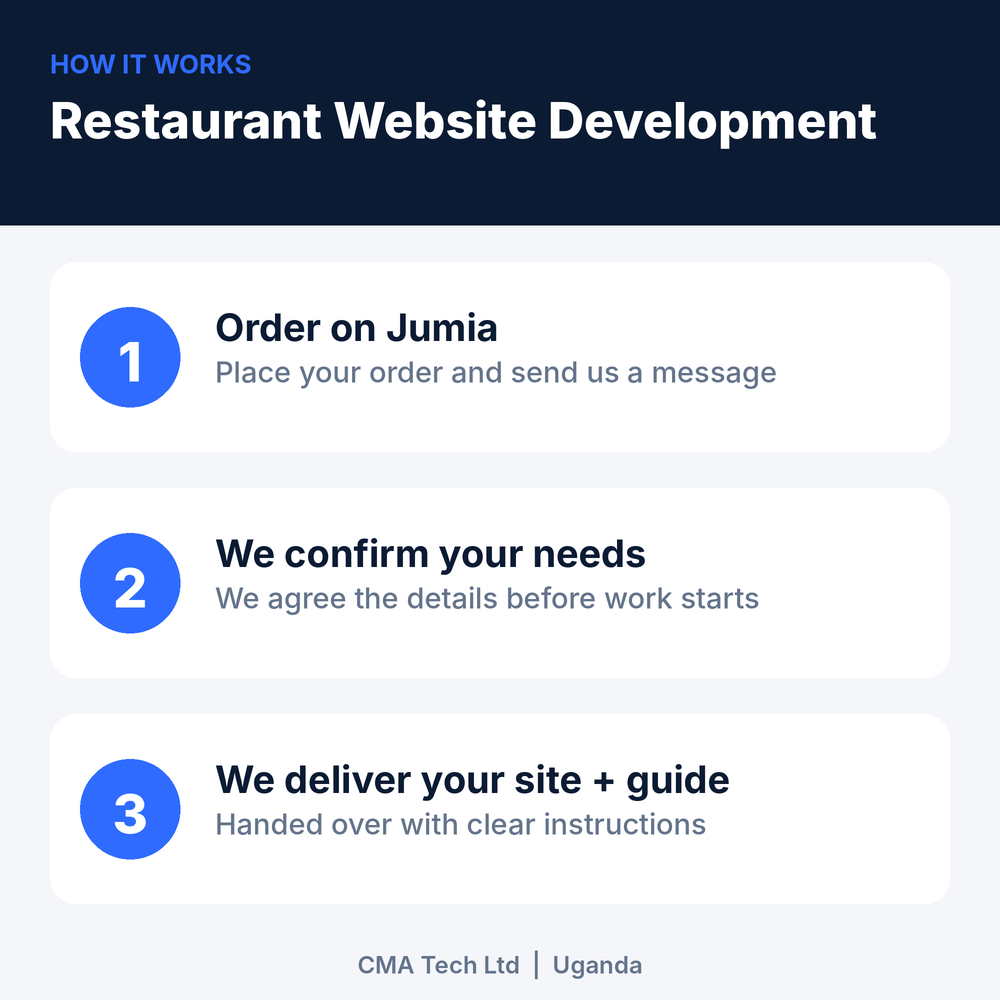 HOW IT WORKS
Restaurant Website Development
1
Order on Jumia
Place your order and send us a message
2
We confirm your needs
We agree the details before work starts
3
We deliver your site + guide
Handed over with clear instructions
CMA Tech Ltd | Uganda